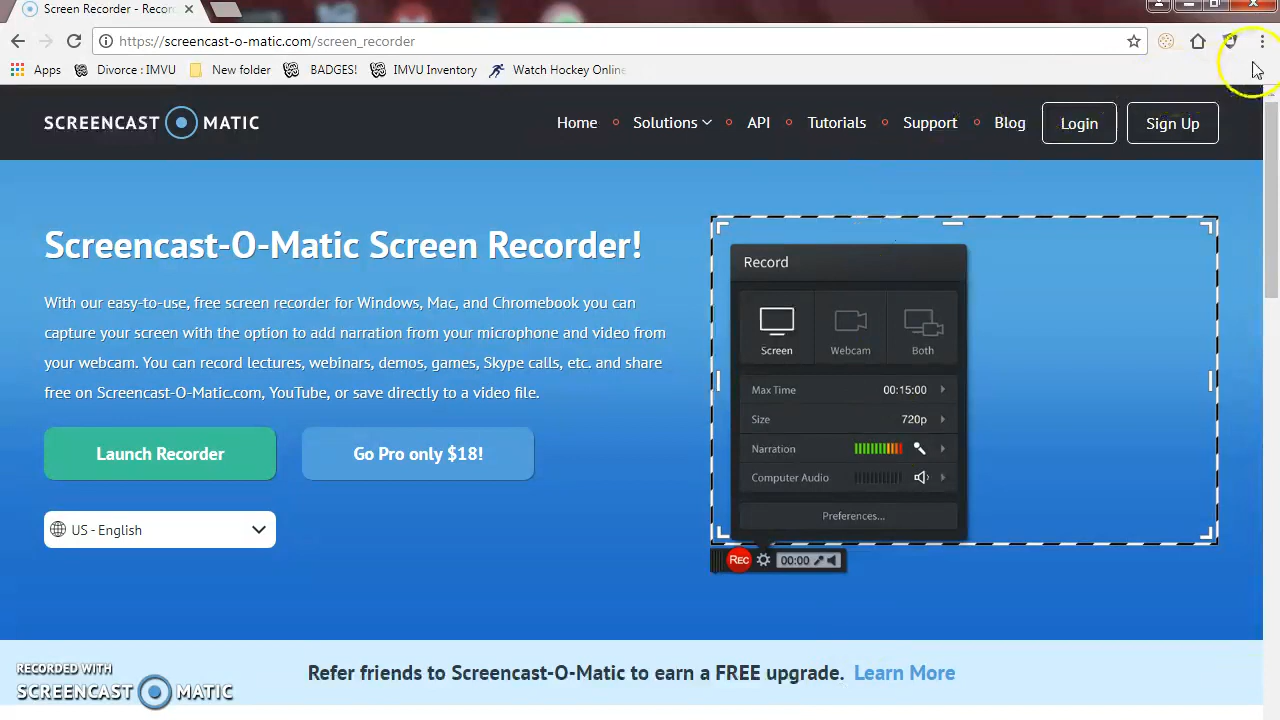 Screen Recorder - Recor
https://screencast-o-matic.com/screen_recorder
Apps Divorce : IMVU New folder BADGES! IMVU Inventory Watch Hockey Online
SCREENCAST MATIC
Home Solutions API Tutorials Support Blog Login Sign Up
Screencast-O-Matic Screen Recorder!
With our easy-to-use, free screen recorder for Windows, Mac, and Chromebook you can
capture your screen with the option to add narration from your microphone and video from
your webcam. You can record lectures, webinars, demos, games, Skype calls, etc. and share
free on Screencast-O-Matic.com, YouTube, or save directly to a video file.
Launch Recorder Go Pro only $18!
US - English
Record
Screen Webcam Both
Max Time 00:15:00
Size 720p
Narration
Computer Audio
Preferences...
REC 00:00
Refer friends to Screencast-O-Matic to earn a FREE upgrade. Learn More
RECORDED WITH
SCREENCAST MATIC